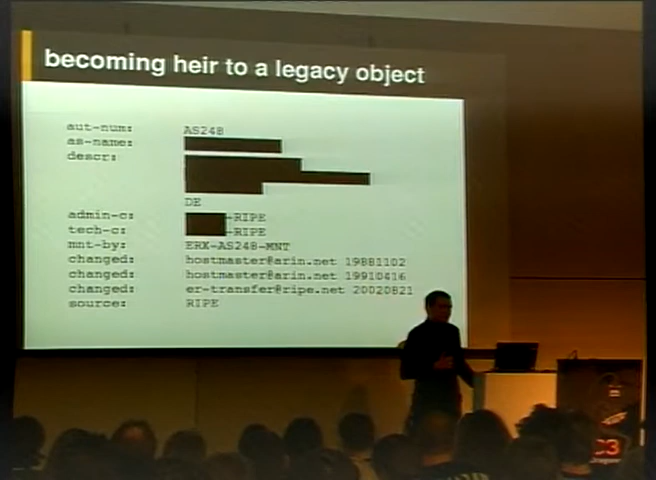 becoming heir to a legacy object
aut-num: AS248
as-name:
descr:
DE
admin-c: -RIPE
tech-c: -RIPE
mnt-by: ERX-AS248-MNT
changed: hostmaster@arin.net 19881102
changed: hostmaster@arin.net 19910416
changed: er-transfer@ripe.net 20020821
source: RIPE
C3